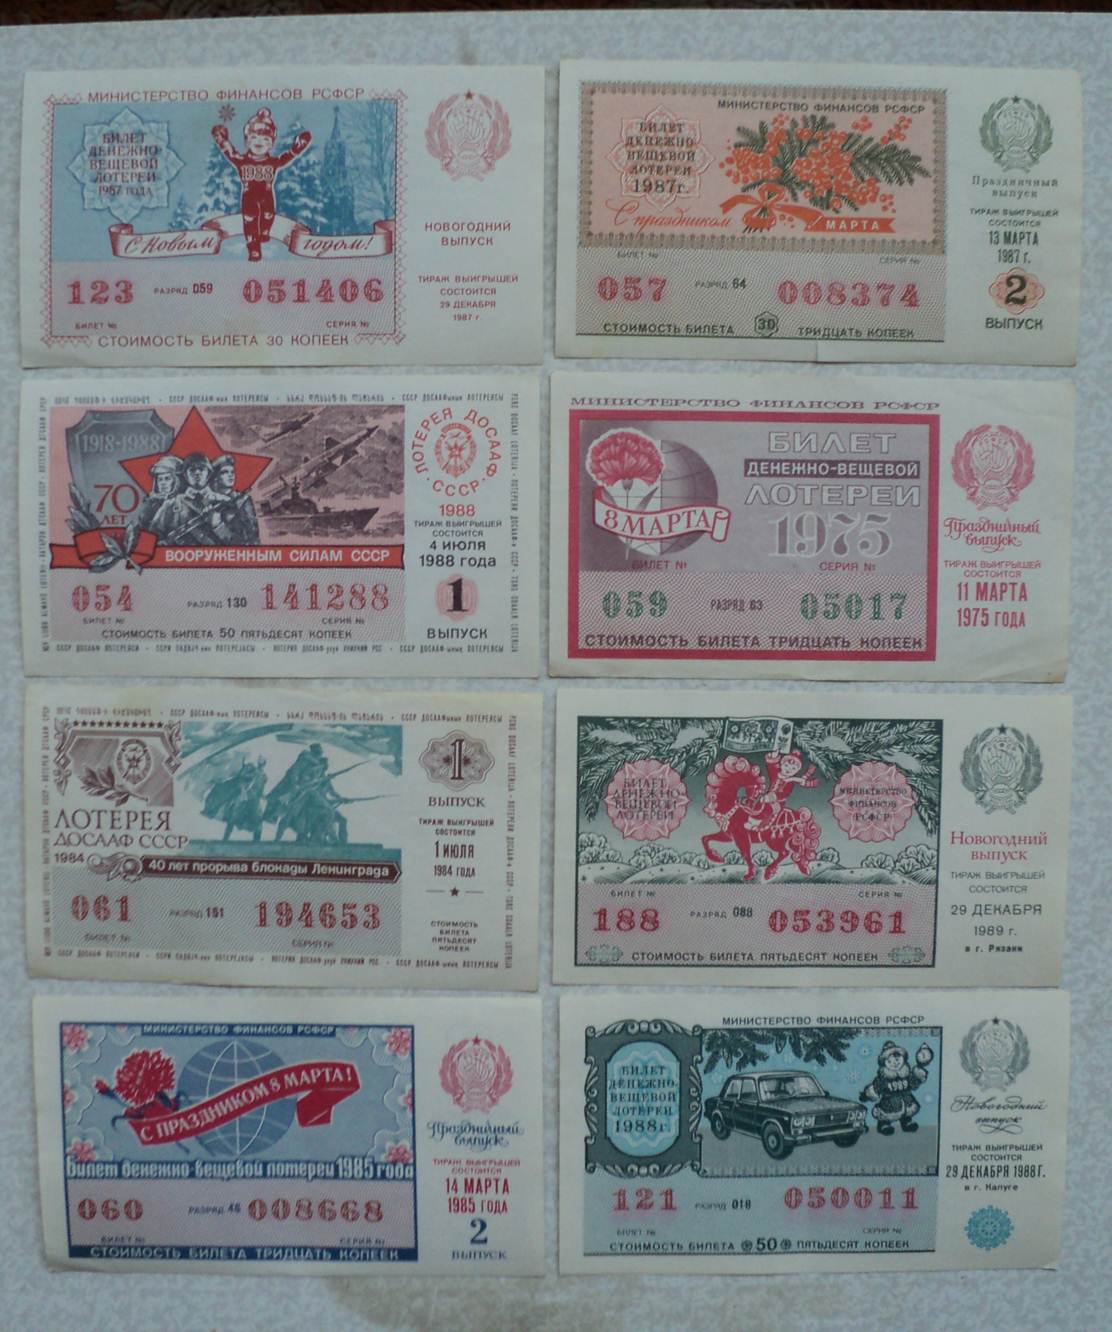 МИНИСТЕРСТВО ФИНАНСОВ РСФСР
БИЛЕТ
ДЕНЕЖНО-
ВЕЩЕВОЙ
ЛОТЕРЕИ
1987 ГОДА
1988
С Новым годом!
НОВОГОДНИЙ
ВЫПУСК
ТИРАЖ ВЫИГРЫШЕЙ
СОСТОИТСЯ
29 ДЕКАБРЯ
1987 г.
123 РАЗРЯД 059 051406
БИЛЕТ № СЕРИЯ №
СТОИМОСТЬ БИЛЕТА 30 КОПЕЕК
МИНИСТЕРСТВО ФИНАНСОВ РСФСР
БИЛЕТ
ДЕНЕЖНО-
ВЕЩЕВОЙ
ЛОТЕРЕИ
1987г.
С праздником 8 МАРТА
Праздничный
выпуск
ТИРАЖ ВЫИГРЫШЕЙ
СОСТОИТСЯ
13 МАРТА
1987 г.
2
ВЫПУСК
БИЛЕТ № СЕРИЯ №
057 РАЗРЯД 64 008374
СТОИМОСТЬ БИЛЕТА 30 ТРИДЦАТЬ КОПЕЕК
1918-1988
70
ЛЕТ
ВООРУЖЕННЫМ СИЛАМ СССР
ЛОТЕРЕЯ ДОСААФ
СССР
1988
ТИРАЖ ВЫИГРЫШЕЙ
СОСТОИТСЯ
4 ИЮЛЯ
1988 года
1
ВЫПУСК
054 РАЗРЯД 130 141288
БИЛЕТ № СЕРИЯ №
СТОИМОСТЬ БИЛЕТА 50 ПЯТЬДЕСЯТ КОПЕЕК
МИНИСТЕРСТВО ФИНАНСОВ РСФСР
БИЛЕТ
ДЕНЕЖНО-ВЕЩЕВОЙ
ЛОТЕРЕИ
1975
8 МАРТА
Праздничный
выпуск
ТИРАЖ ВЫИГРЫШЕЙ
СОСТОИТСЯ
11 МАРТА
1975 ГОДА
БИЛЕТ № СЕРИЯ №
059 РАЗРЯД 63 05017
СТОИМОСТЬ БИЛЕТА ТРИДЦАТЬ КОПЕЕК
ЛОТЕРЕЯ
ДОСААФ СССР
1984
40 лет прорыва блокады Ленинграда
1
ВЫПУСК
ТИРАЖ ВЫИГРЫШЕЙ
СОСТОИТСЯ
1 ИЮЛЯ
1984 ГОДА
СТОИМОСТЬ
БИЛЕТА
ПЯТЬДЕСЯТ
КОПЕЕК
061 РАЗРЯД 151 194653
БИЛЕТ № СЕРИЯ №
БИЛЕТ
ДЕНЕЖНО
ВЕЩЕВОЙ
ЛОТЕРЕИ
МИНИСТЕРСТВО
ФИНАНСОВ
РСФСР
Новогодний
выпуск
ТИРАЖ ВЫИГРЫШЕЙ
СОСТОИТСЯ
29 ДЕКАБРЯ
1989 г.
в г. Рязани
БИЛЕТ № СЕРИЯ №
188 РАЗРЯД 088 053961
СТОИМОСТЬ БИЛЕТА ПЯТЬДЕСЯТ КОПЕЕК
МИНИСТЕРСТВО ФИНАНСОВ РСФСР
С ПРАЗДНИКОМ 8 МАРТА!
Билет денежно-вещевой лотереи 1985 года
Праздничный
выпуск
ТИРАЖ ВЫИГРЫШЕЙ
СОСТОИТСЯ
14 МАРТА
1985 ГОДА
2
ВЫПУСК
060 РАЗРЯД 46 008668
БИЛЕТ № СЕРИЯ №
СТОИМОСТЬ БИЛЕТА ТРИДЦАТЬ КОПЕЕК
МИНИСТЕРСТВО ФИНАНСОВ РСФСР
БИЛЕТ
ДЕНЕЖНО-
ВЕЩЕВОЙ
ЛОТЕРЕИ
1988г.
1989
Новогодний
выпуск
ТИРАЖ ВЫИГРЫШЕЙ
СОСТОИТСЯ
29 ДЕКАБРЯ 1988 Г.
в г. Калуге
121 РАЗРЯД 018 050011
БИЛЕТ № СЕРИЯ №
СТОИМОСТЬ БИЛЕТА 50 ПЯТЬДЕСЯТ КОПЕЕК